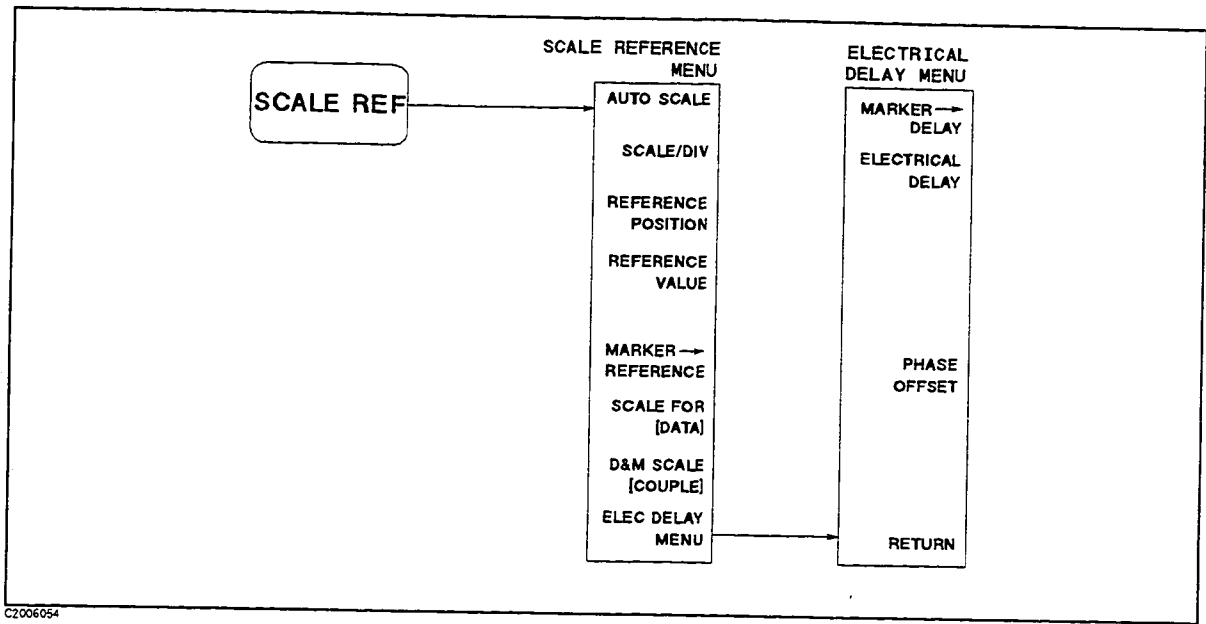 SCALE REF
SCALE REFERENCE
MENU
AUTO SCALE
SCALE/DIV
REFERENCE
POSITION
REFERENCE
VALUE
MARKER→
REFERENCE
SCALE FOR
[DATA]
D&M SCALE
[COUPLE]
ELEC DELAY
MENU
ELECTRICAL
DELAY MENU
MARKER→
DELAY
ELECTRICAL
DELAY
PHASE
OFFSET
RETURN
C2006054